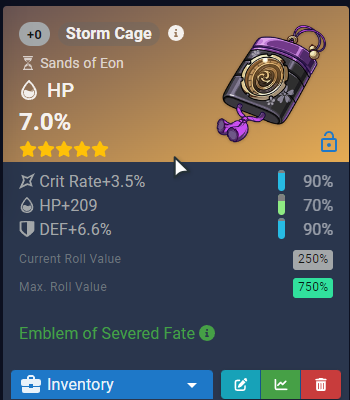 +0 Storm Cage
Sands of Eon
HP
7.0%
Crit Rate+3.5% 90%
HP+209 70%
DEF+6.6% 90%
Current Roll Value 250%
Max. Roll Value 750%
Emblem of Severed Fate
Inventory